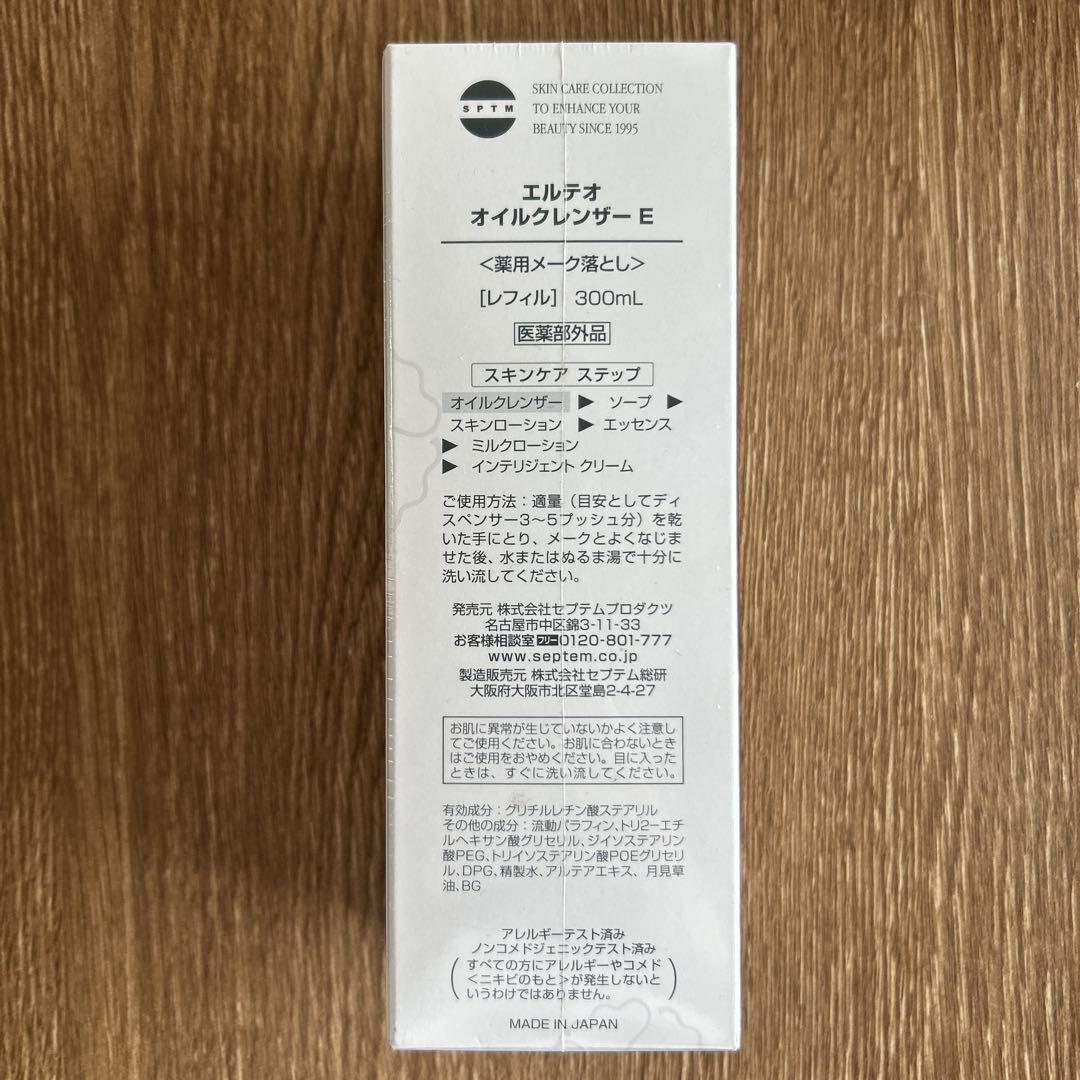 SPTM
SKIN CARE COLLECTION
TO ENHANCE YOUR
BEAUTY SINCE 1995
エルテオ
オイルクレンザー E
<薬用メーク落とし>
[レフィル] 300mL
医薬部外品
スキンケア ステップ
オイルクレンザー ▶ ソープ ▶
スキンローション ▶ エッセンス
▶ ミルクローション
▶ インテリジェント クリーム
ご使用方法：適量（目安としてディ
スペンサー3～5プッシュ分）を乾
いた手にとり、メークとよくなじま
せた後、水またはぬるま湯で十分に
洗い流してください。
発売元 株式会社セプテムプロダクツ
名古屋市中区錦3-11-33
お客様相談室 フリー0120-801-777
www.septem.co.jp
製造販売元 株式会社セプテム総研
大阪府大阪市北区堂島2-4-27
お肌に異常が生じていないかよく注意し
てご使用ください。お肌に合わないとき
はご使用をおやめください。目に入った
ときは、すぐに洗い流してください。
有効成分：グリチルレチン酸ステアリル
その他の成分：流動パラフィン、トリ2-エチ
ルヘキサン酸グリセリル、ジイソステアリン
酸PEG、トリイソステアリン酸POEグリセリ
ル、DPG、精製水、アルテアエキス、月見草
油、BG
アレルギーテスト済み
ノンコメドジェニックテスト済み
（すべての方にアレルギーやコメド
<ニキビのもと>が発生しないと
いうわけではありません。）
MADE IN JAPAN